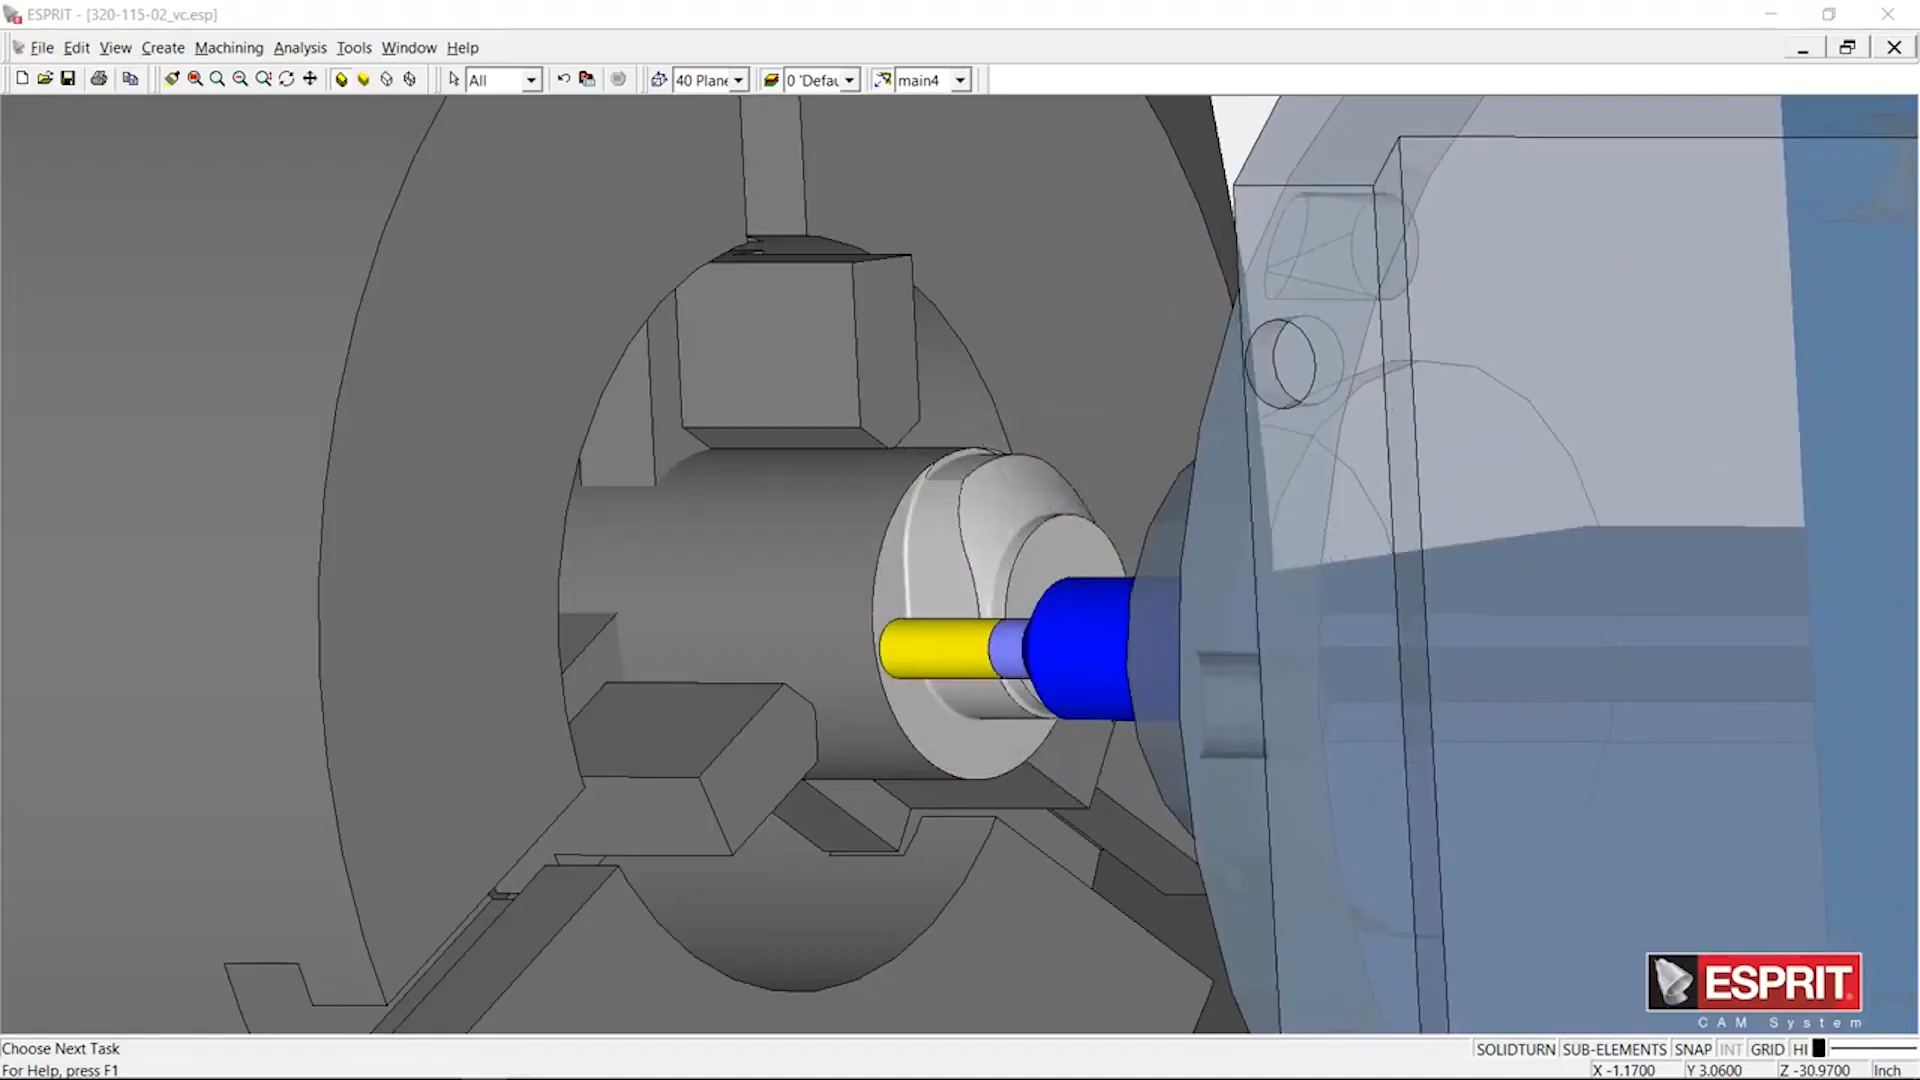 ESPRIT - [320-115-02_vc.esp]
File Edit View Create Machining Analysis Tools Window Help
All 40 Plane 0 'Defau main4
ESPRIT
CAM System
Choose Next Task
SOLIDTURN SUB-ELEMENTS SNAP INT GRID HI
For Help, press F1
X -1.1700 Y 3.0600 Z -30.9700 Inch